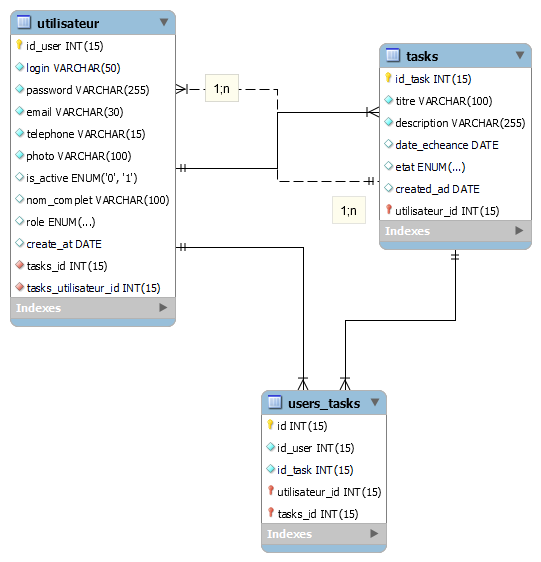 utilisateur
id_user INT(15)
login VARCHAR(50)
password VARCHAR(255)
email VARCHAR(30)
telephone VARCHAR(15)
photo VARCHAR(100)
is_active ENUM('0', '1')
nom_complet VARCHAR(100)
role ENUM(...)
create_at DATE
tasks_id INT(15)
tasks_utilisateur_id INT(15)
Indexes
1;n
1;n
tasks
id_task INT(15)
titre VARCHAR(100)
description VARCHAR(255)
date_echeance DATE
etat ENUM(...)
created_ad DATE
utilisateur_id INT(15)
Indexes
users_tasks
id INT(15)
id_user INT(15)
id_task INT(15)
utilisateur_id INT(15)
tasks_id INT(15)
Indexes